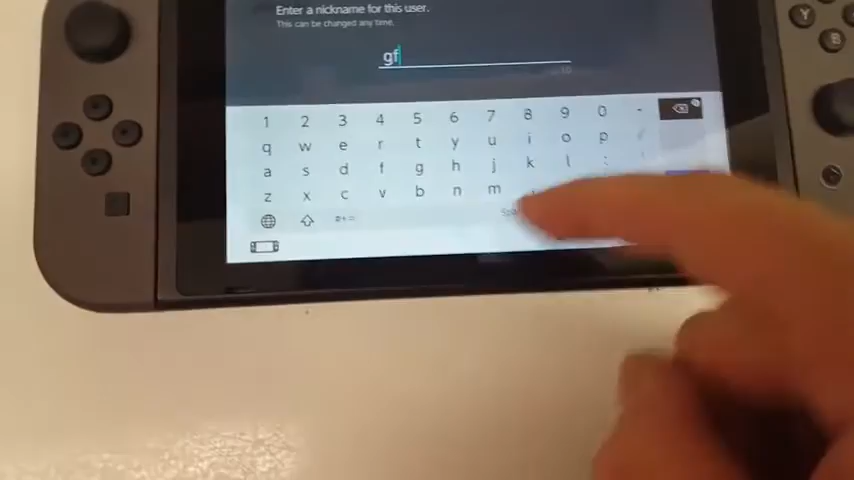 Enter a nickname for this user.
This can be changed any time.
gf
1 2 3 4 5 6 7 8 9 0 -
q w e r t y u i o p
a s d f g h j k l :
z x c v b n m
#+=
Y
B